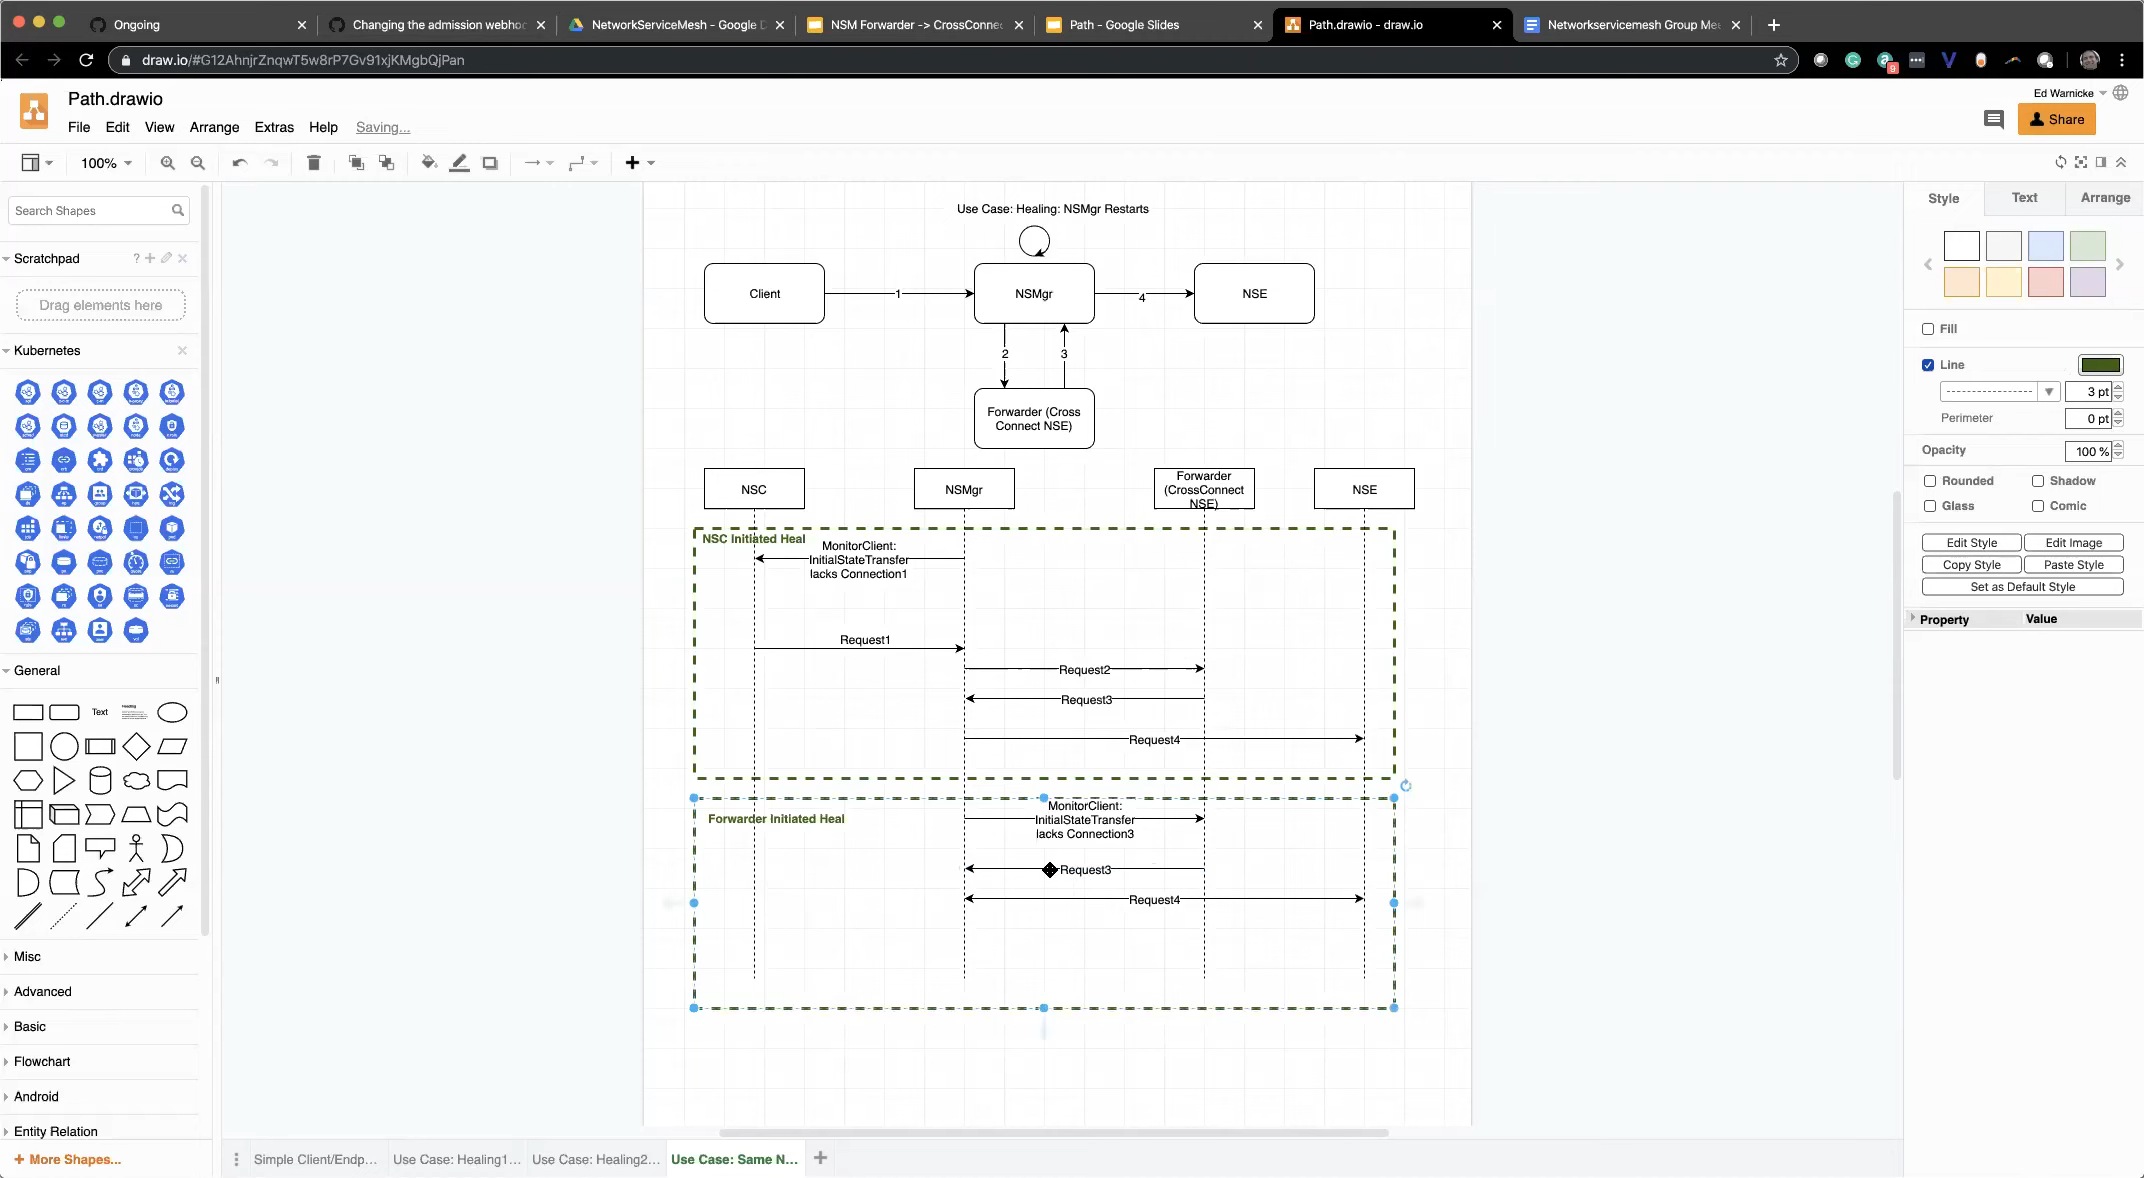 Ongoing
Changing the admission webhoo
NetworkServiceMesh - Google D
NSM Forwarder -> CrossConnec
Path - Google Slides
Path.drawio - draw.io
Networkservicemesh Group Mee
draw.io/#G12AhnjrZnqwT5w8rP7Gv91xjKMgbQjPan
9
Path.drawio
Ed Warnicke
File Edit View Arrange Extras Help Saving...
Share
100%
Search Shapes
Scratchpad
?
Drag elements here
Kubernetes
General
Text
Heading
Misc
Advanced
Basic
Flowchart
Android
Entity Relation
+ More Shapes...
Use Case: Healing: NSMgr Restarts
Client
1
NSMgr
4
NSE
2
3
Forwarder (Cross
Connect NSE)
NSC
NSMgr
Forwarder
(CrossConnect
NSE)
NSE
NSC Initiated Heal
MonitorClient:
InitialStateTransfer
lacks Connection1
Request1
Request2
Request3
Request4
Forwarder Initiated Heal
MonitorClient:
InitialStateTransfer
lacks Connection3
Request3
Request4
Simple Client/Endp...
Use Case: Healing1...
Use Case: Healing2...
Use Case: Same N...
Style
Text
Arrange
Fill
Line
3 pt
Perimeter
0 pt
Opacity
100 %
Rounded
Shadow
Glass
Comic
Edit Style
Edit Image
Copy Style
Paste Style
Set as Default Style
Property
Value